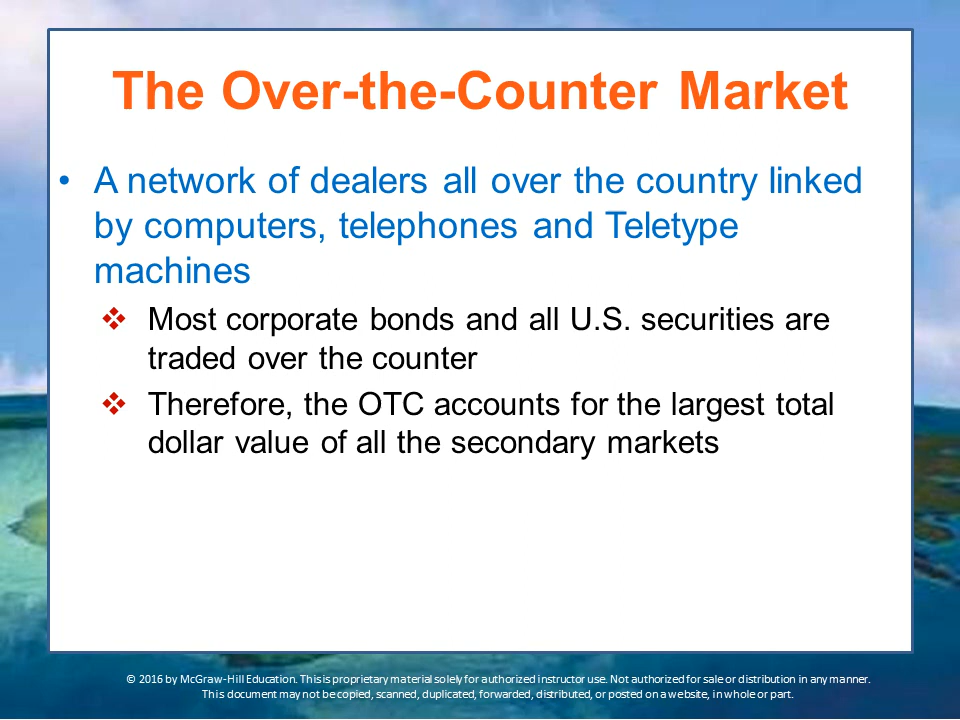 The Over-the-Counter Market
• A network of dealers all over the country linked
by computers, telephones and Teletype
machines
❖ Most corporate bonds and all U.S. securities are
traded over the counter
❖ Therefore, the OTC accounts for the largest total
dollar value of all the secondary markets
© 2016 by McGraw-Hill Education. This is proprietary material solely for authorized instructor use. Not authorized for sale or distribution in any manner.
This document may not be copied, scanned, duplicated, forwarded, distributed, or posted on a website, in whole or part.